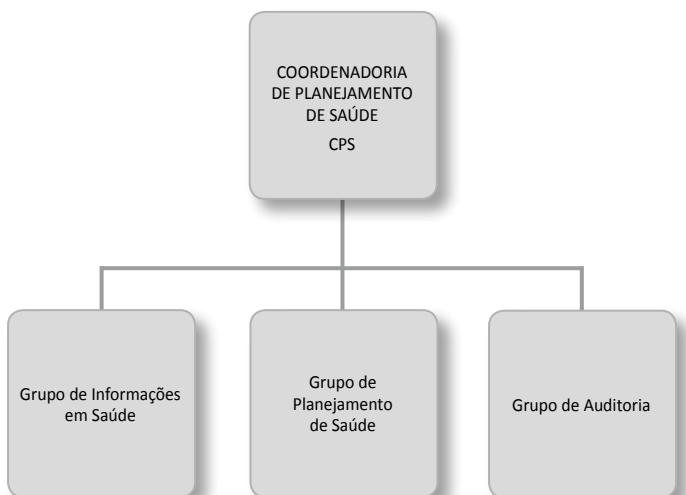 COORDENADORIA
DE PLANEJAMENTO
DE SAÚDE
CPS
Grupo de Informações
em Saúde
Grupo de
Planejamento
de Saúde
Grupo de Auditoria